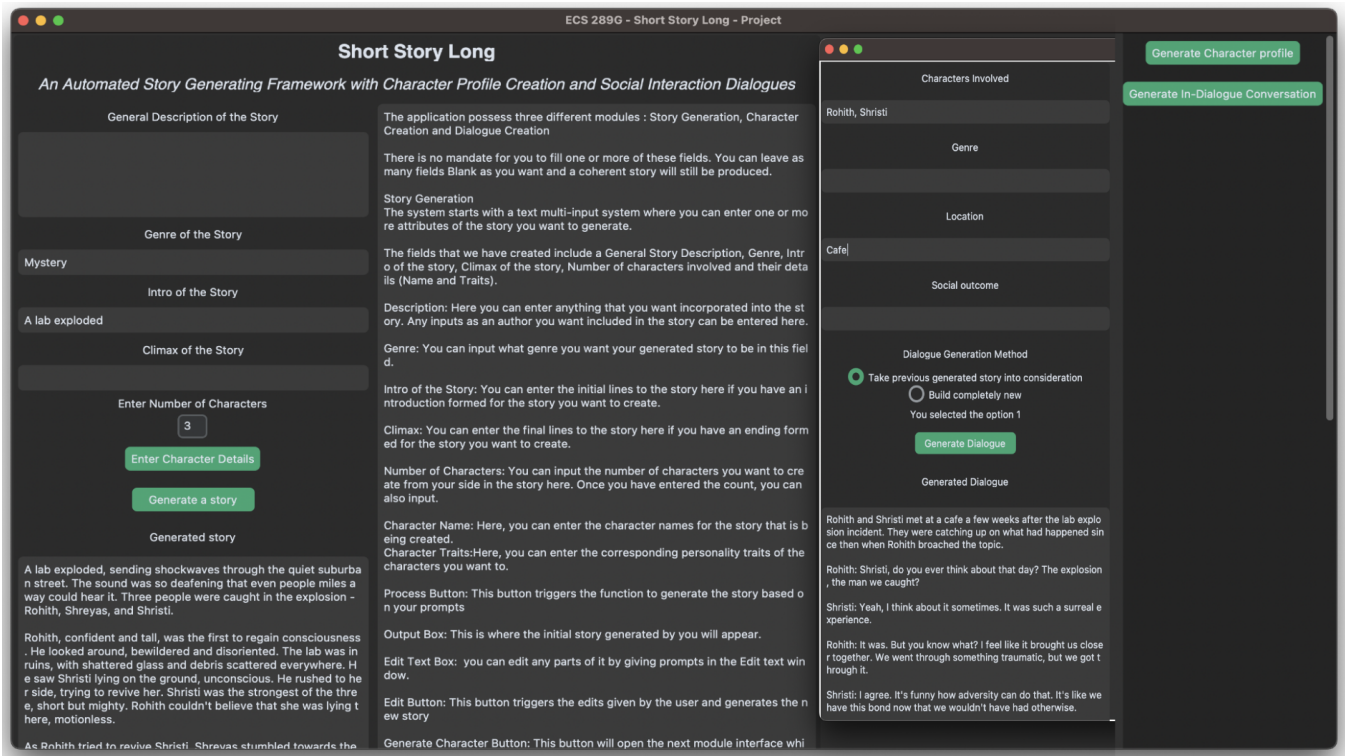 ECS 289G - Short Story Long - Project
Short Story Long
An Automated Story Generating Framework with Character Profile Creation and Social Interaction Dialogues
General Description of the Story
Genre of the Story
Mystery
Intro of the Story
A lab exploded
Climax of the Story
Enter Number of Characters
3
Enter Character Details
Generate a story
Generated story
A lab exploded, sending shockwaves through the quiet suburba
n street. The sound was so deafening that even people miles a
way could hear it. Three people were caught in the explosion -
Rohith, Shreyas, and Shristi.
Rohith, confident and tall, was the first to regain consciousness
. He looked around, bewildered and disoriented. The lab was in
ruins, with shattered glass and debris scattered everywhere. H
e saw Shristi lying on the ground, unconscious. He rushed to he
r side, trying to revive her. Shristi was the strongest of the thre
e, short but mighty. Rohith couldn't believe that she was lying t
here, motionless.
As Rohith tried to revive Shristi, Shreyas stumbled towards the
The application possess three different modules : Story Generation, Character
Creation and Dialogue Creation
There is no mandate for you to fill one or more of these fields. You can leave as
many fields Blank as you want and a coherent story will still be produced.
Story Generation
The system starts with a text multi-input system where you can enter one or mo
re attributes of the story you want to generate.
The fields that we have created include a General Story Description, Genre, Intr
o of the story, Climax of the story, Number of characters involved and their deta
ils (Name and Traits).
Description: Here you can enter anything that you want incorporated into the st
ory. Any inputs as an author you want included in the story can be entered here.
Genre: You can input what genre you want your generated story to be in this fiel
d.
Intro of the Story: You can enter the initial lines to the story here if you have an i
ntroduction formed for the story you want to create.
Climax: You can enter the final lines to the story here if you have an ending form
ed for the story you want to create.
Number of Characters: You can input the number of characters you want to cre
ate from your side in the story here. Once you have entered the count, you can
also input.
Character Name: Here, you can enter the character names for the story that is b
eing created.
Character Traits:Here, you can enter the corresponding personality traits of the
characters you want to.
Process Button: This button triggers the function to generate the story based o
n your prompts
Output Box: This is where the initial story generated by you will appear.
Edit Text Box:  you can edit any parts of it by giving prompts in the Edit text win
dow.
Edit Button: This button triggers the edits given by the user and generates the n
ew story
Generate Character Button: This button will open the next module interface whi
Characters Involved
Rohith, Shristi
Genre
Location
Cafe
Social outcome
Dialogue Generation Method
Take previous generated story into consideration
Build completely new
You selected the option 1
Generate Dialogue
Generated Dialogue
Rohith and Shristi met at a cafe a few weeks after the lab explo
sion incident. They were catching up on what had happened sin
ce then when Rohith broached the topic.
Rohith: Shristi, do you ever think about that day? The explosion
, the man we caught?
Shristi: Yeah, I think about it sometimes. It was such a surreal e
xperience.
Rohith: It was. But you know what? I feel like it brought us close
r together. We went through something traumatic, but we got t
hrough it.
Shristi: I agree. It's funny how adversity can do that. It's like we
have this bond now that we wouldn't have had otherwise.
Generate Character profile
Generate In-Dialogue Conversation